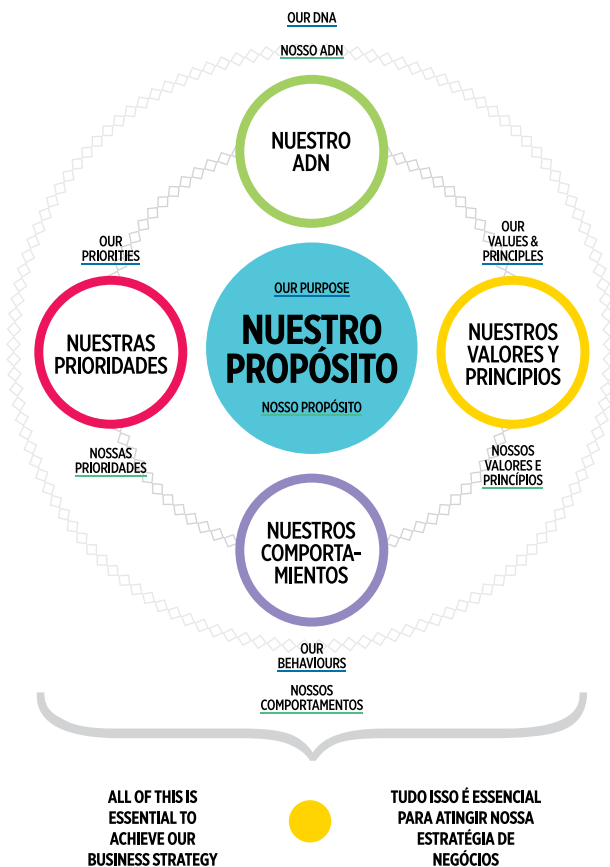 OUR DNA
NOSSO ADN
NUESTRO
ADN
OUR
PRIORITIES
NUESTRAS
PRIORIDADES
NOSSAS
PRIORIDADES
OUR PURPOSE
NUESTRO
PROPÓSITO
NOSSO PROPÓSITO
OUR
VALUES &
PRINCIPLES
NUESTROS
VALORES Y
PRINCIPIOS
NOSSOS
VALORES E
PRINCÍPIOS
NUESTROS
COMPORTA-
MIENTOS
OUR
BEHAVIOURS
NOSSOS
COMPORTAMENTOS
ALL OF THIS IS
ESSENTIAL TO
ACHIEVE OUR
BUSINESS STRATEGY
TUDO ISSO É ESSENCIAL
PARA ATINGIR NOSSA
ESTRATÉGIA DE
NEGÓCIOS